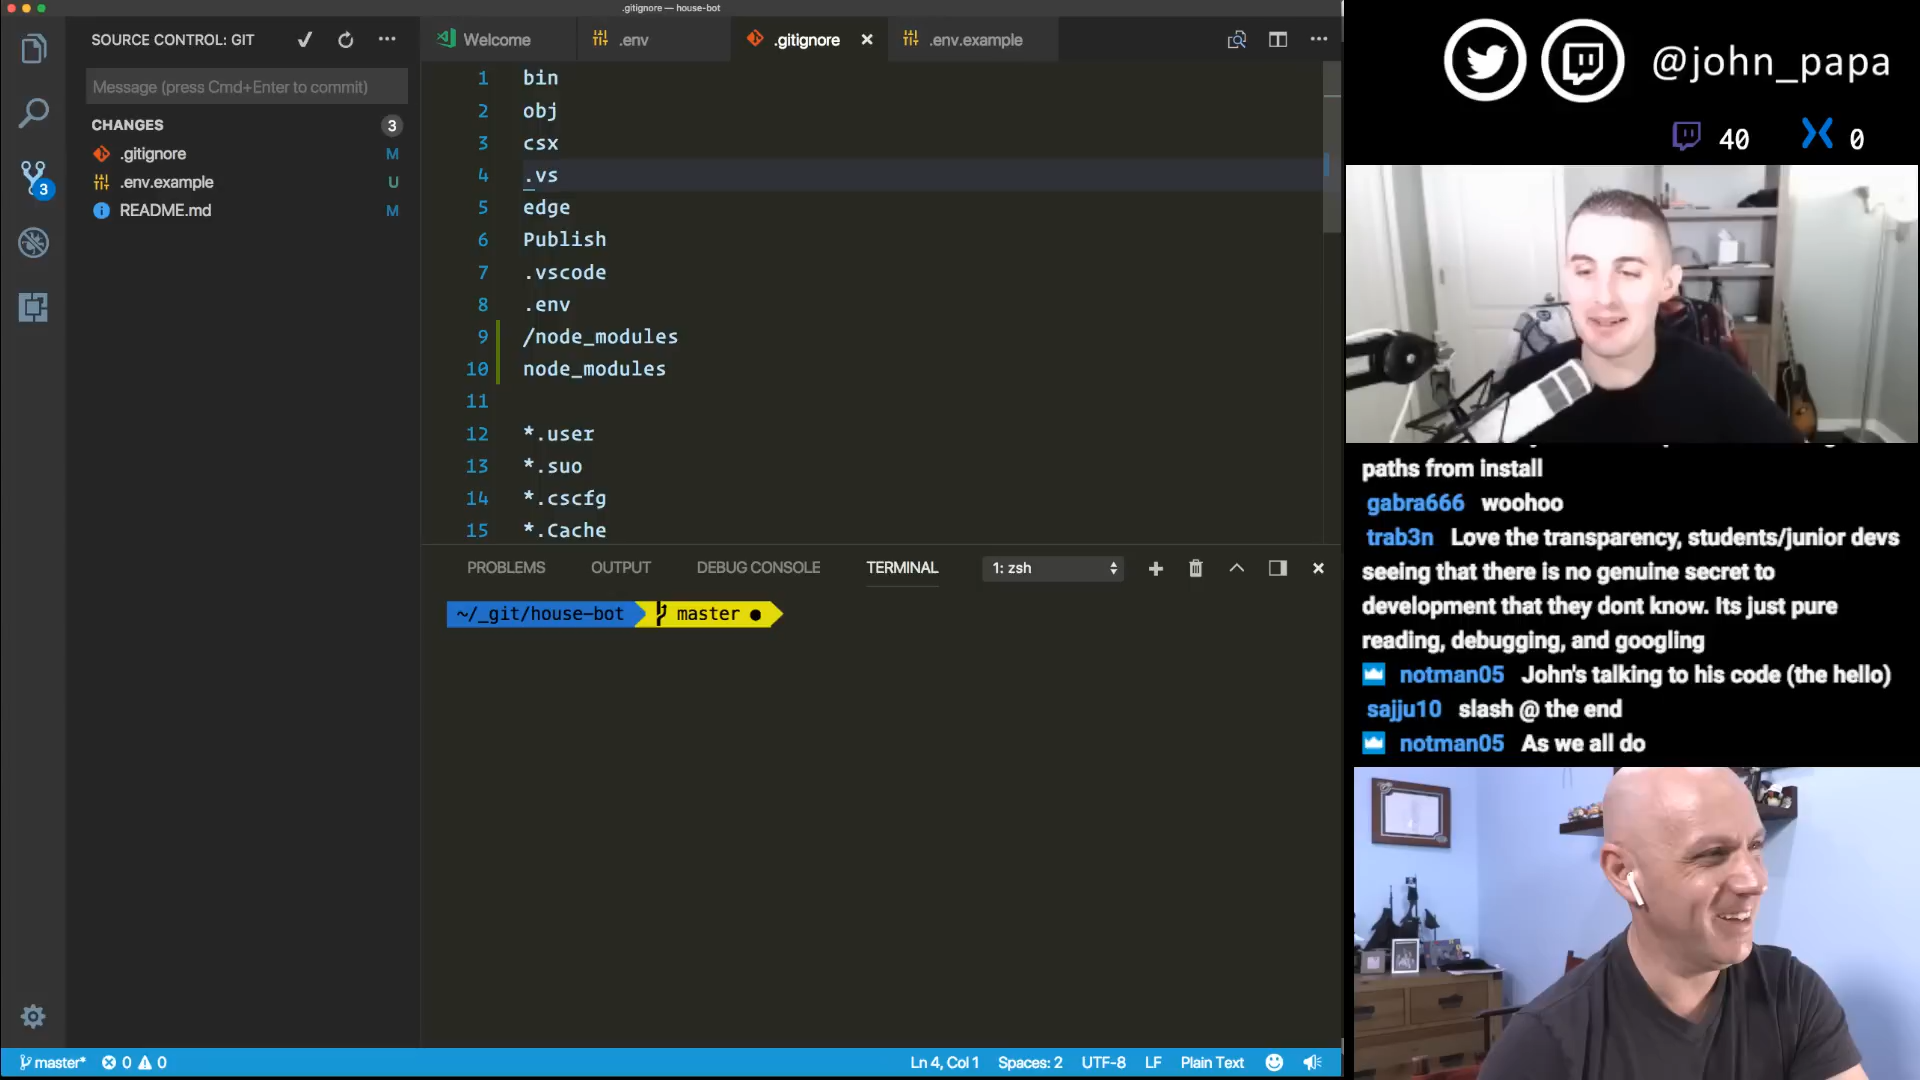 .gitignore — house-bot
SOURCE CONTROL: GIT
Welcome
.env
.gitignore
.env.example
Message (press Cmd+Enter to commit)
CHANGES
3
.gitignore
M
.env.example
U
README.md
M
3
1 bin
2 obj
3 csx
4 .vs
5 edge
6 Publish
7 .vscode
8 .env
9 /node_modules
10 node_modules
11
12 *.user
13 *.suo
14 *.cscfg
15 *.Cache
PROBLEMS
OUTPUT
DEBUG CONSOLE
TERMINAL
1: zsh
~/_git/house-bot
master
master*
0
0
Ln 4, Col 1
Spaces: 2
UTF-8
LF
Plain Text
@john_papa
40
0
paths from install
gabra666 woohoo
trab3n Love the transparency, students/junior devs
seeing that there is no genuine secret to
development that they dont know. Its just pure
reading, debugging, and googling
notman05 John's talking to his code (the hello)
sajju10 slash @ the end
notman05 As we all do